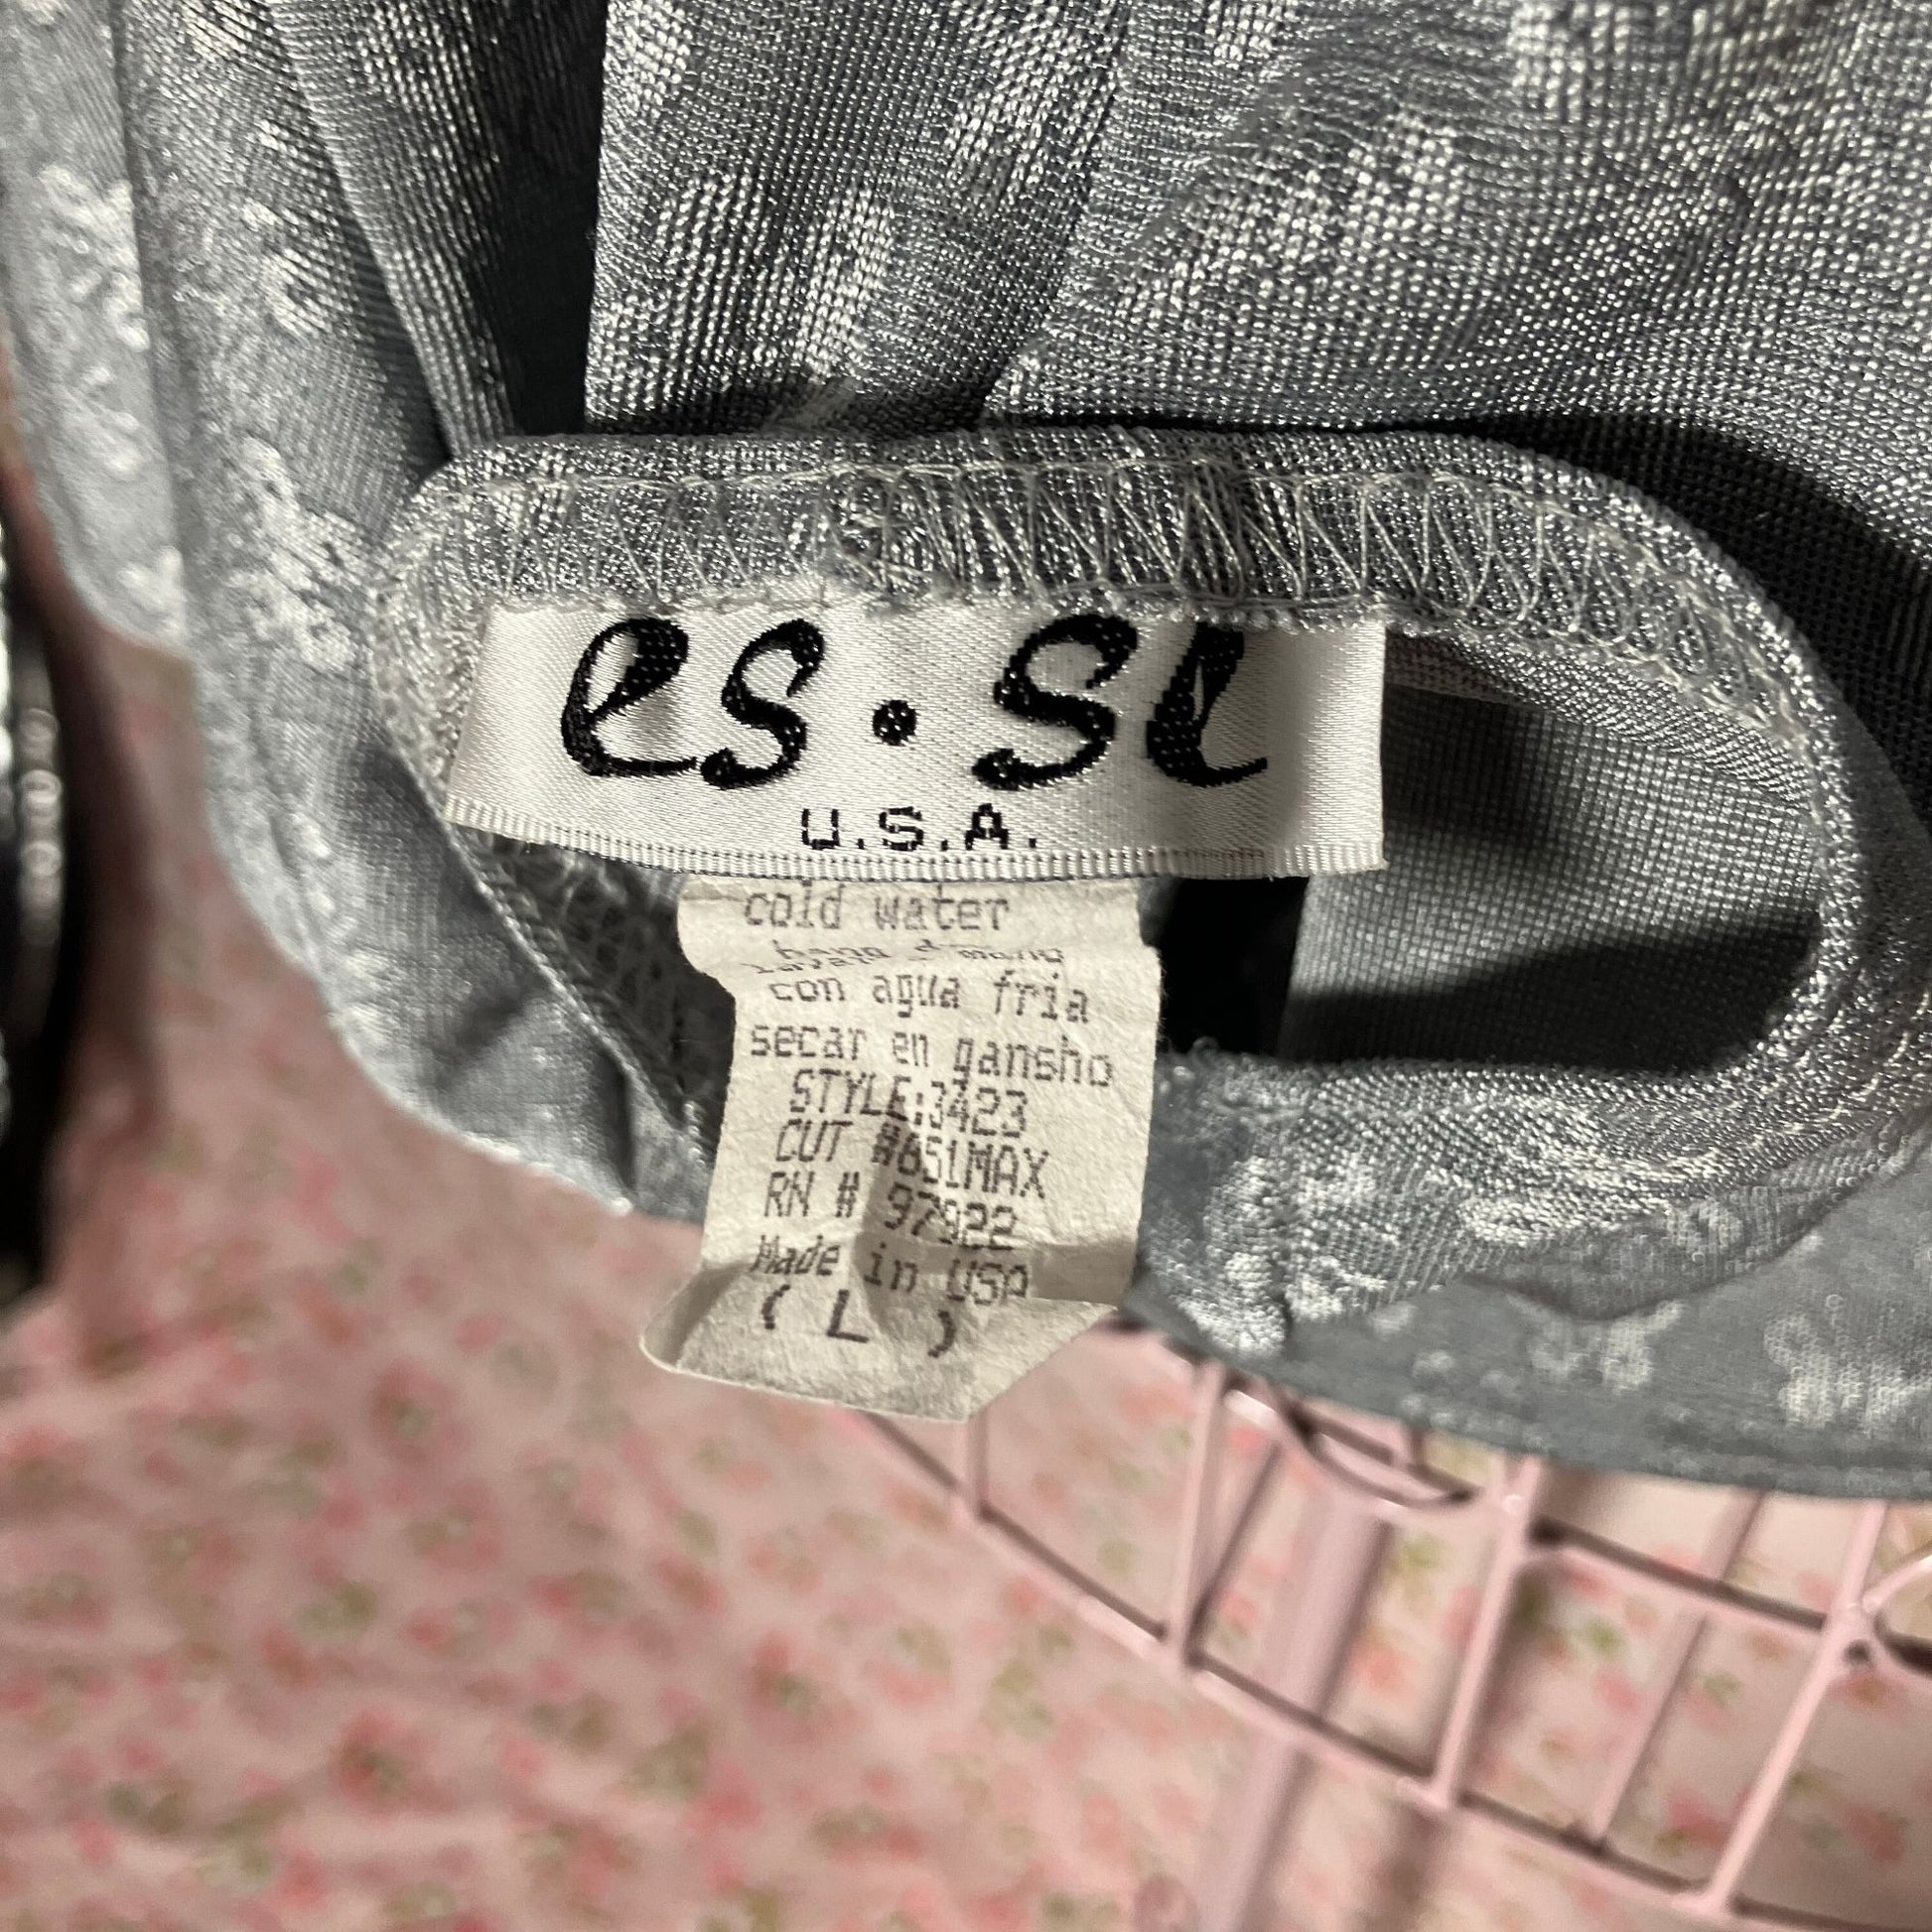 es·sl
U.S.A.
cold water
con agua fria
secar en gansho
STYLE:3423
CUT #651MAX
RN # 97922
Made in USA
( L )